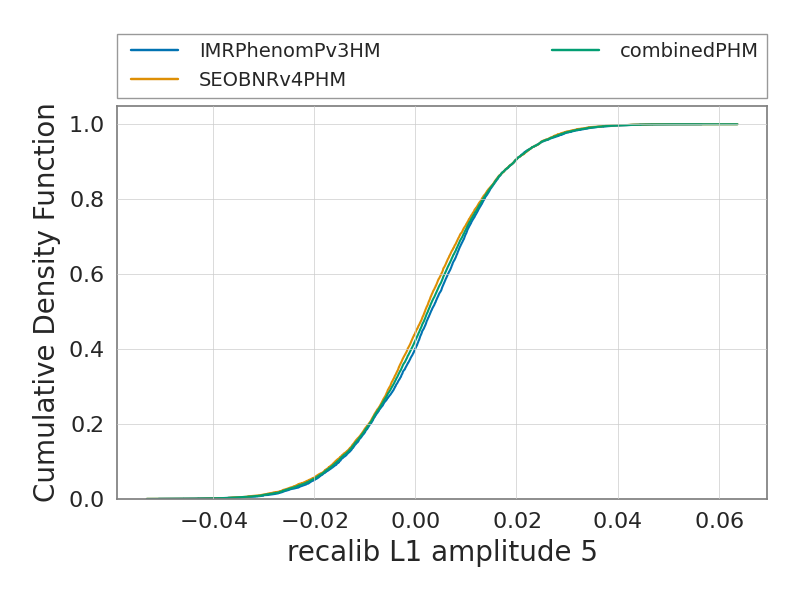 IMRPhenomPv3HM
SEOBNRv4PHM
combinedPHM
Cumulative Density Function
1.0
0.8
0.6
0.4
0.2
0.0
−0.04 −0.02 0.00 0.02 0.04 0.06
recalib L1 amplitude 5